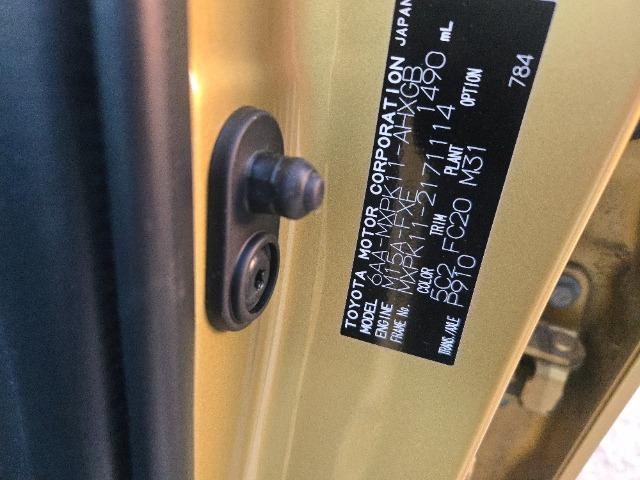 TOYOTA MOTOR CORPORATION JAPAN
MODEL 6AA-MXPK11-AHXGB
ENGINE M15A-FXE 1490 mL
FRAME No. MXPK11-2171114
COLOR TRIM PLANT OPTION
5C2 FC20 M31
TRANS./AXLE P910 784